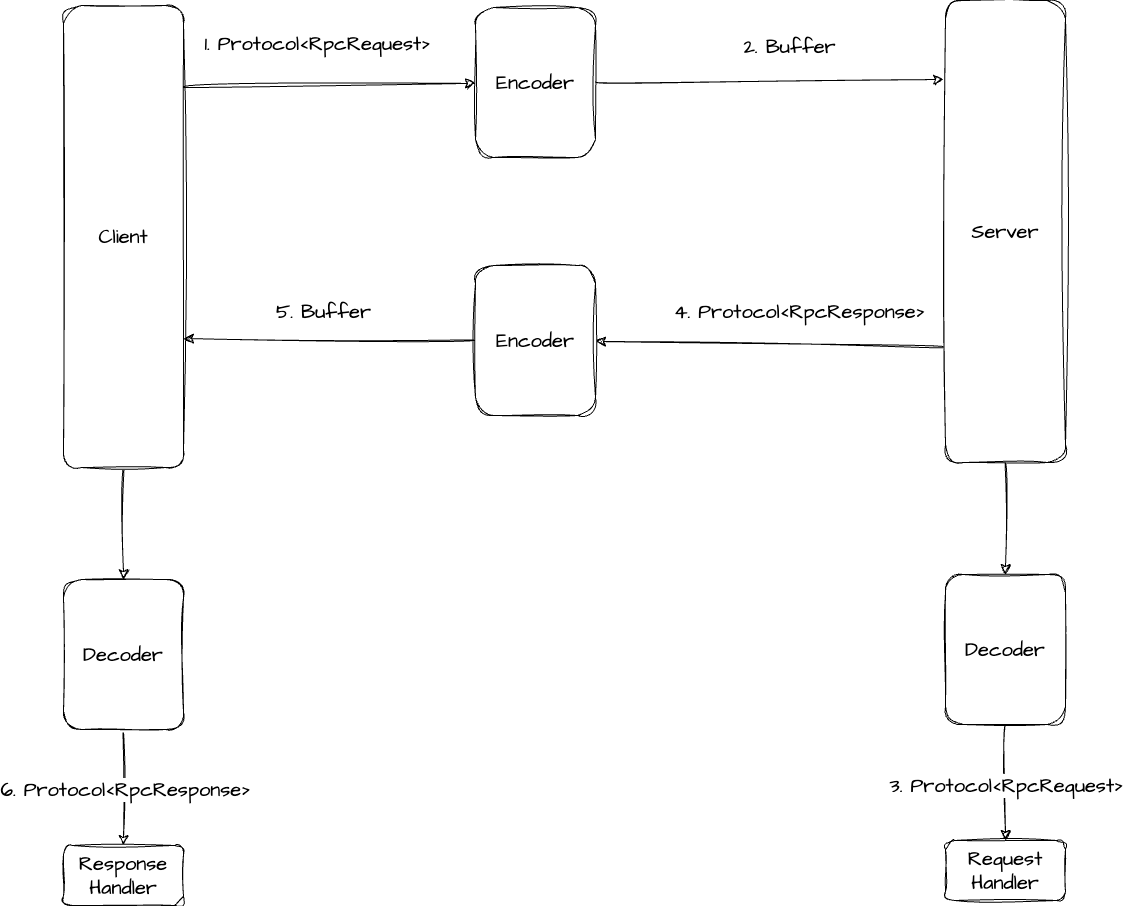 1. Protocol<RpcRequest>
2. Buffer
Encoder
Client
Server
5. Buffer
4. Protocol<RpcResponse>
Encoder
Decoder
Decoder
6. Protocol<RpcResponse>
3. Protocol<RpcRequest>
Response
Handler
Request
Handler